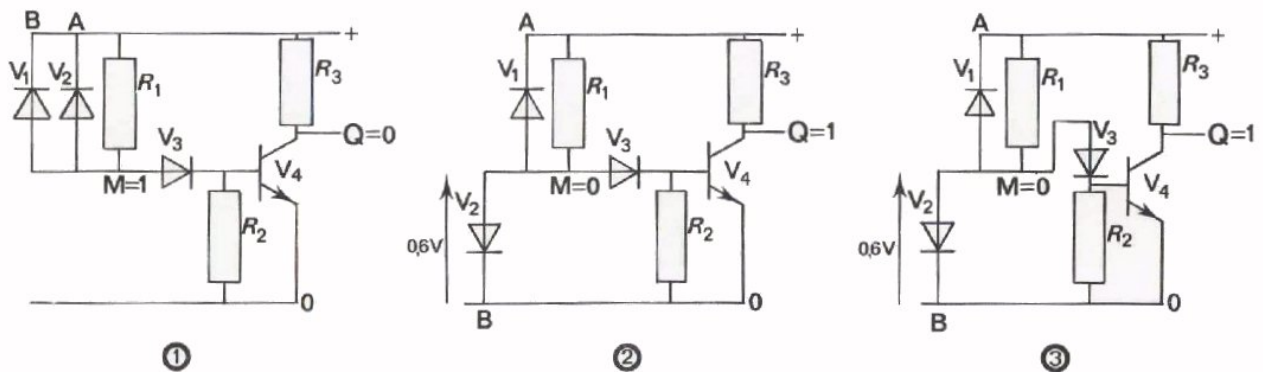 B A
+
V1 V2 R1 R3
V3 Q=0
M=1 V4
R2
0
①
A
+
V1 R1 R3
V3 Q=1
M=0 V4
V2
0,6V R2
0
B
②
A
+
V1 R1 R3
V3 Q=1
M=0 V4
V2
0,6V R2
0
B
③